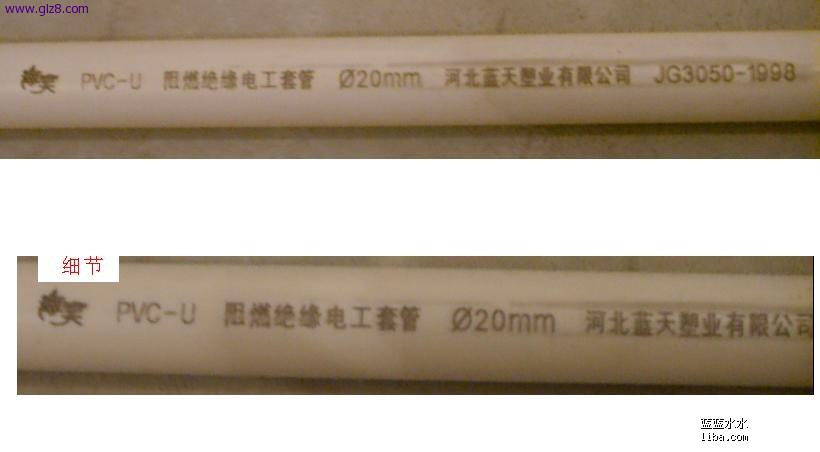 www.glz8.com
PVC-U 阻燃绝缘电工套管 Ø20mm 河北蓝天塑业有限公司 JG3050-1998
细节
PVC-U 阻燃绝缘电工套管 Ø20mm 河北蓝天塑业有限公司
蓝蓝水水
liba.com